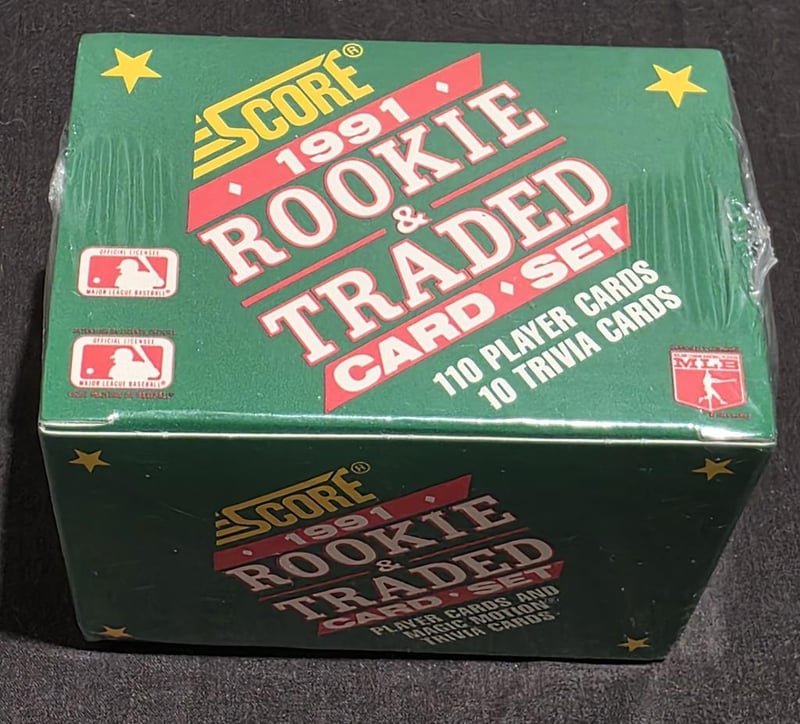 SCORE®
1991
ROOKIE
&
TRADED
CARD • SET
110 PLAYER CARDS
10 TRIVIA CARDS
OFFICIAL LICENSEE
MAJOR LEAGUE BASEBALL®
OFFICIAL LICENSEE
MAJOR LEAGUE BASEBALL®
MLB
SCORE®
1991
ROOKIE
&
TRADED
CARD • SET
PLAYER CARDS AND
MAGIC MOTION®
TRIVIA CARDS